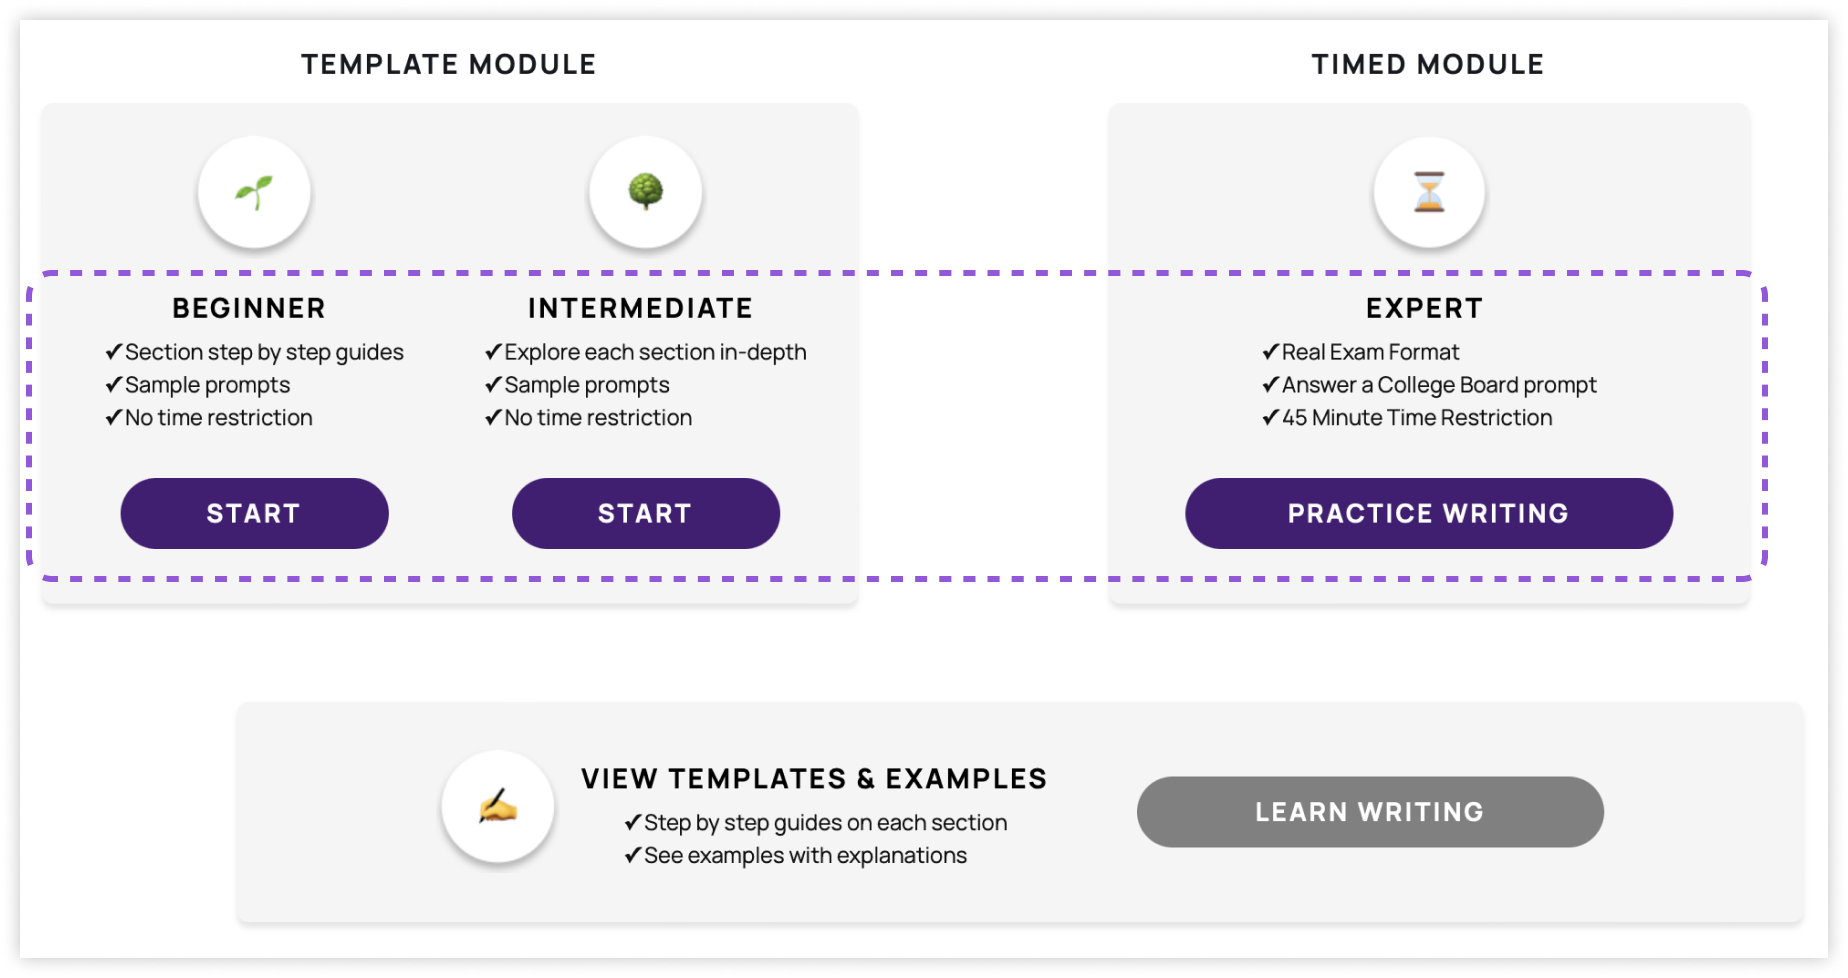 TEMPLATE MODULE
BEGINNER
✔Section step by step guides
✔Sample prompts
✔No time restriction
START
INTERMEDIATE
✔Explore each section in-depth
✔Sample prompts
✔No time restriction
START
TIMED MODULE
EXPERT
✔Real Exam Format
✔Answer a College Board prompt
✔45 Minute Time Restriction
PRACTICE WRITING
VIEW TEMPLATES & EXAMPLES
✔Step by step guides on each section
✔See examples with explanations
LEARN WRITING